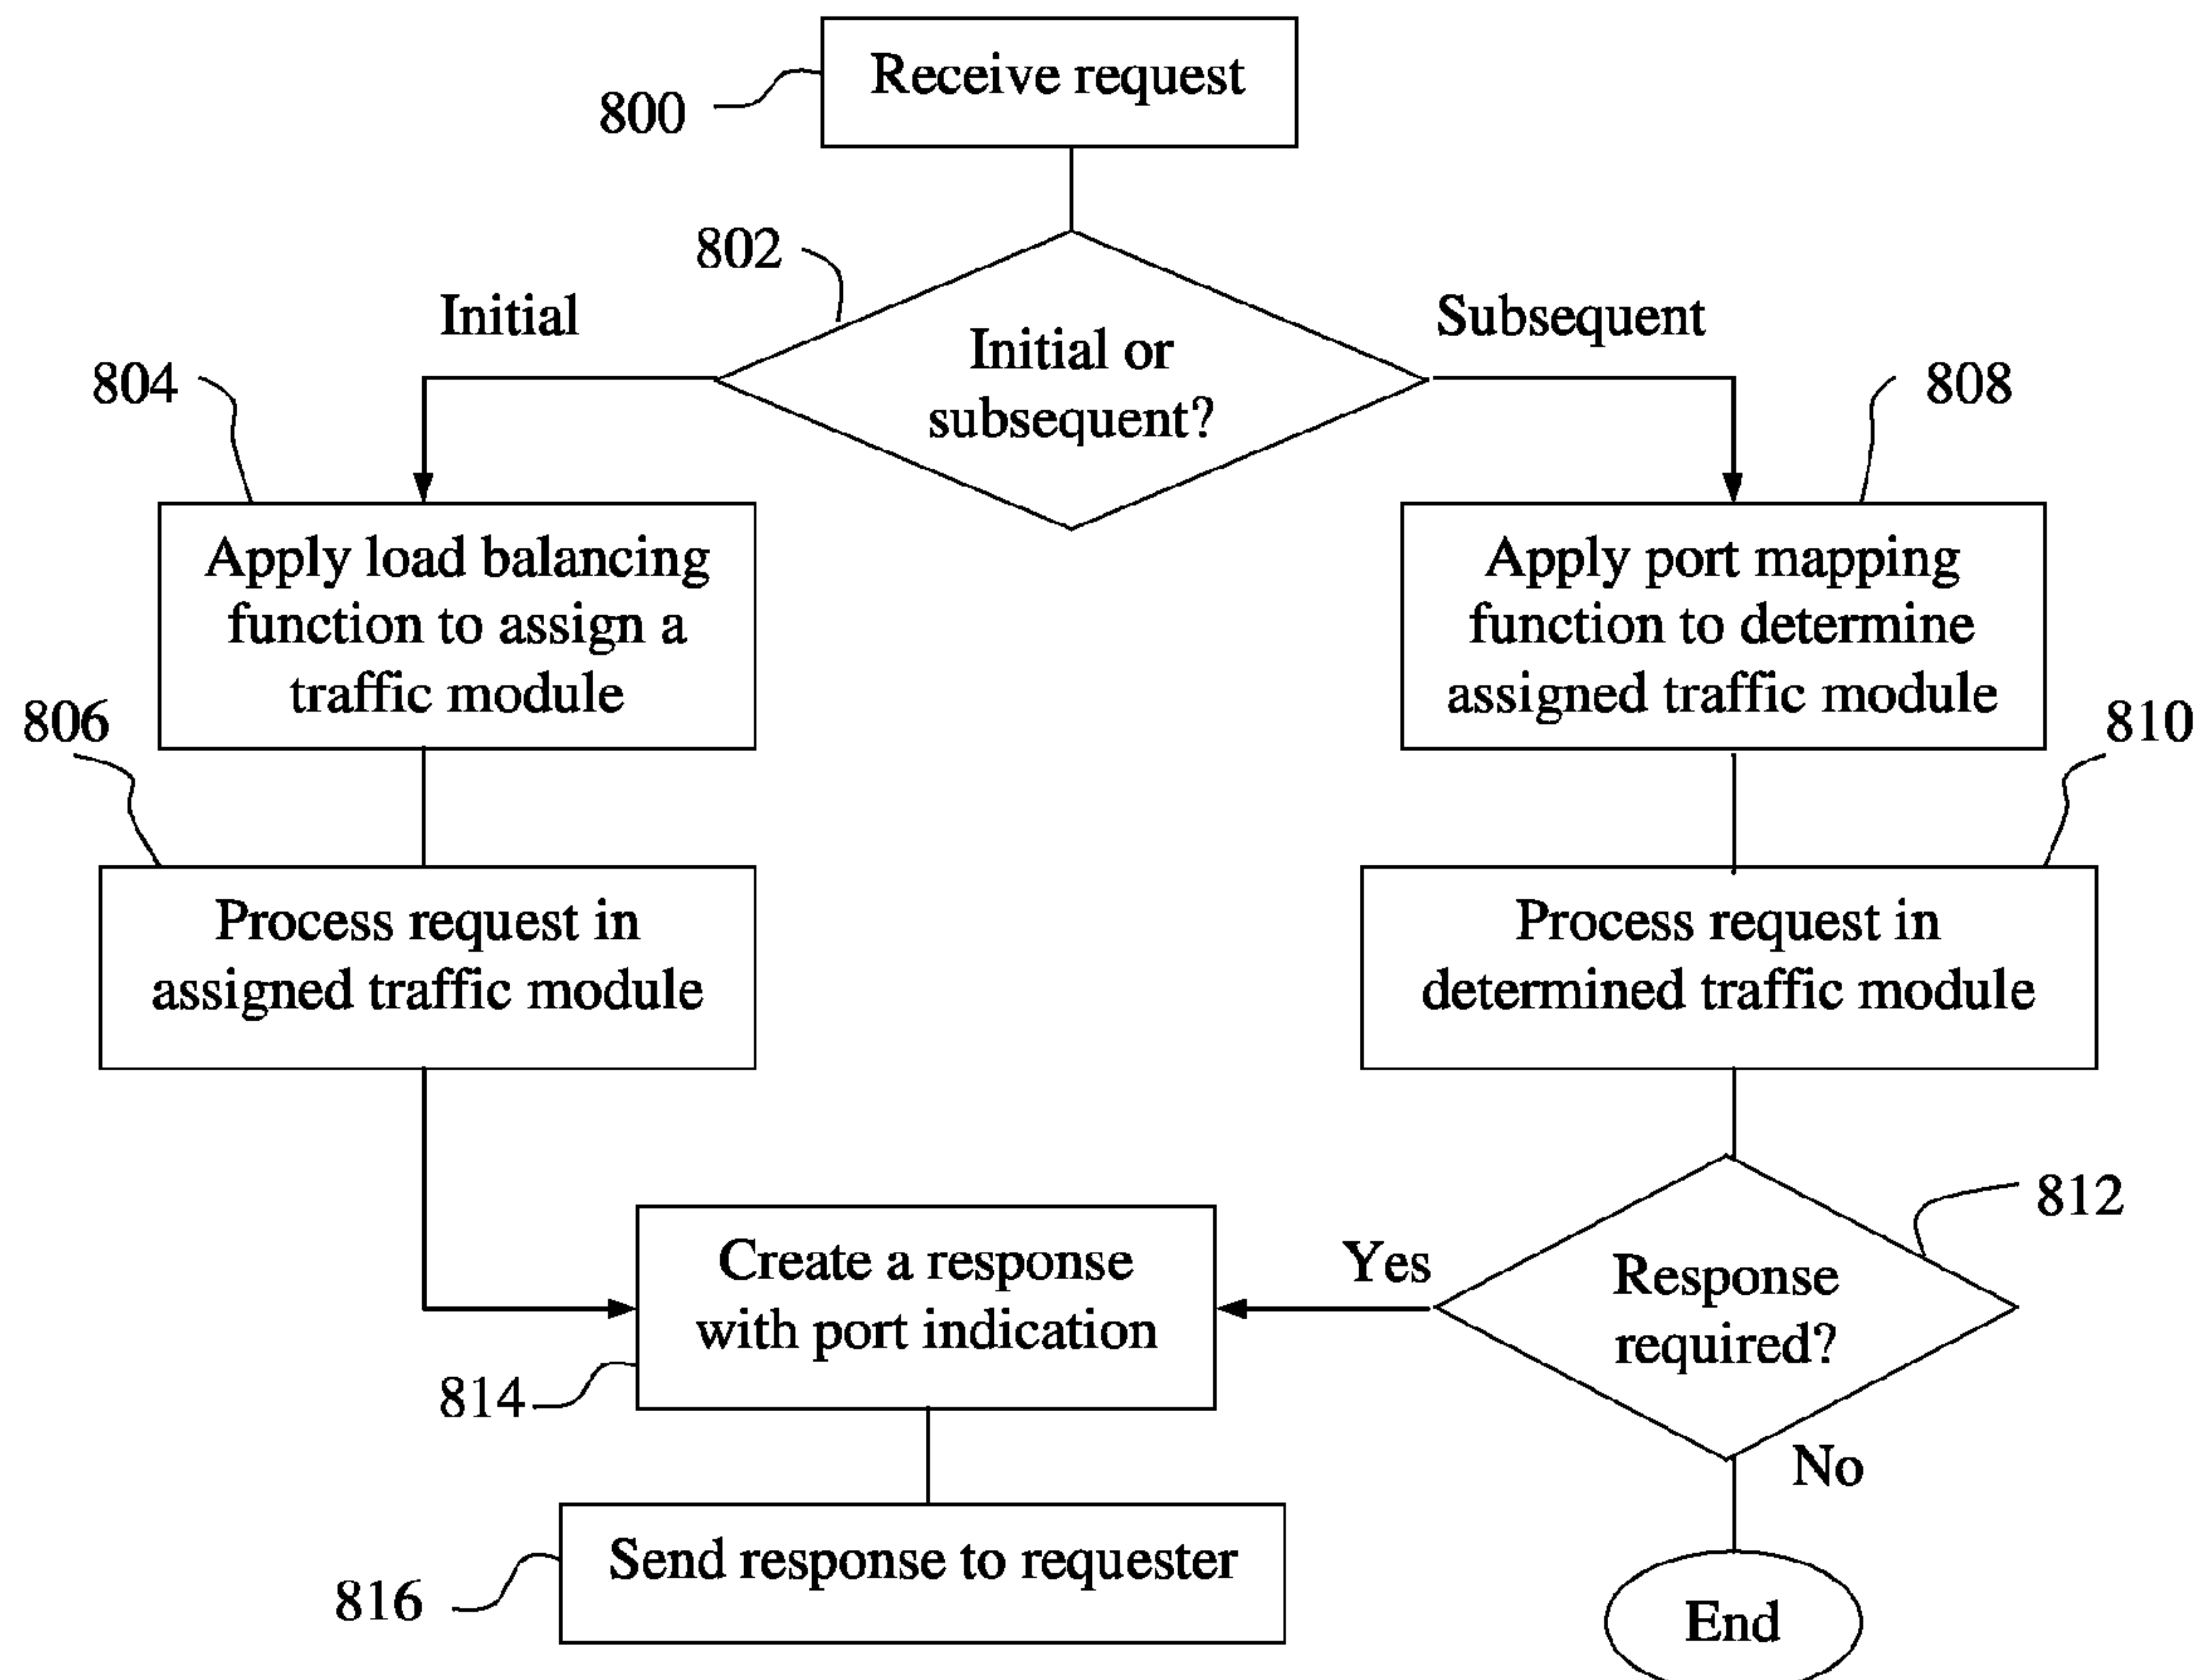 Receive request
800
802
Initial
Subsequent
Initial or
subsequent?
804
808
Apply load balancing
function to assign a
traffic module
Apply port mapping
function to determine
assigned traffic module
806
810
Process request in
assigned traffic module
Process request in
determined traffic module
812
Create a response
with port indication
Yes
Response
required?
814
No
Send response to requester
816
End